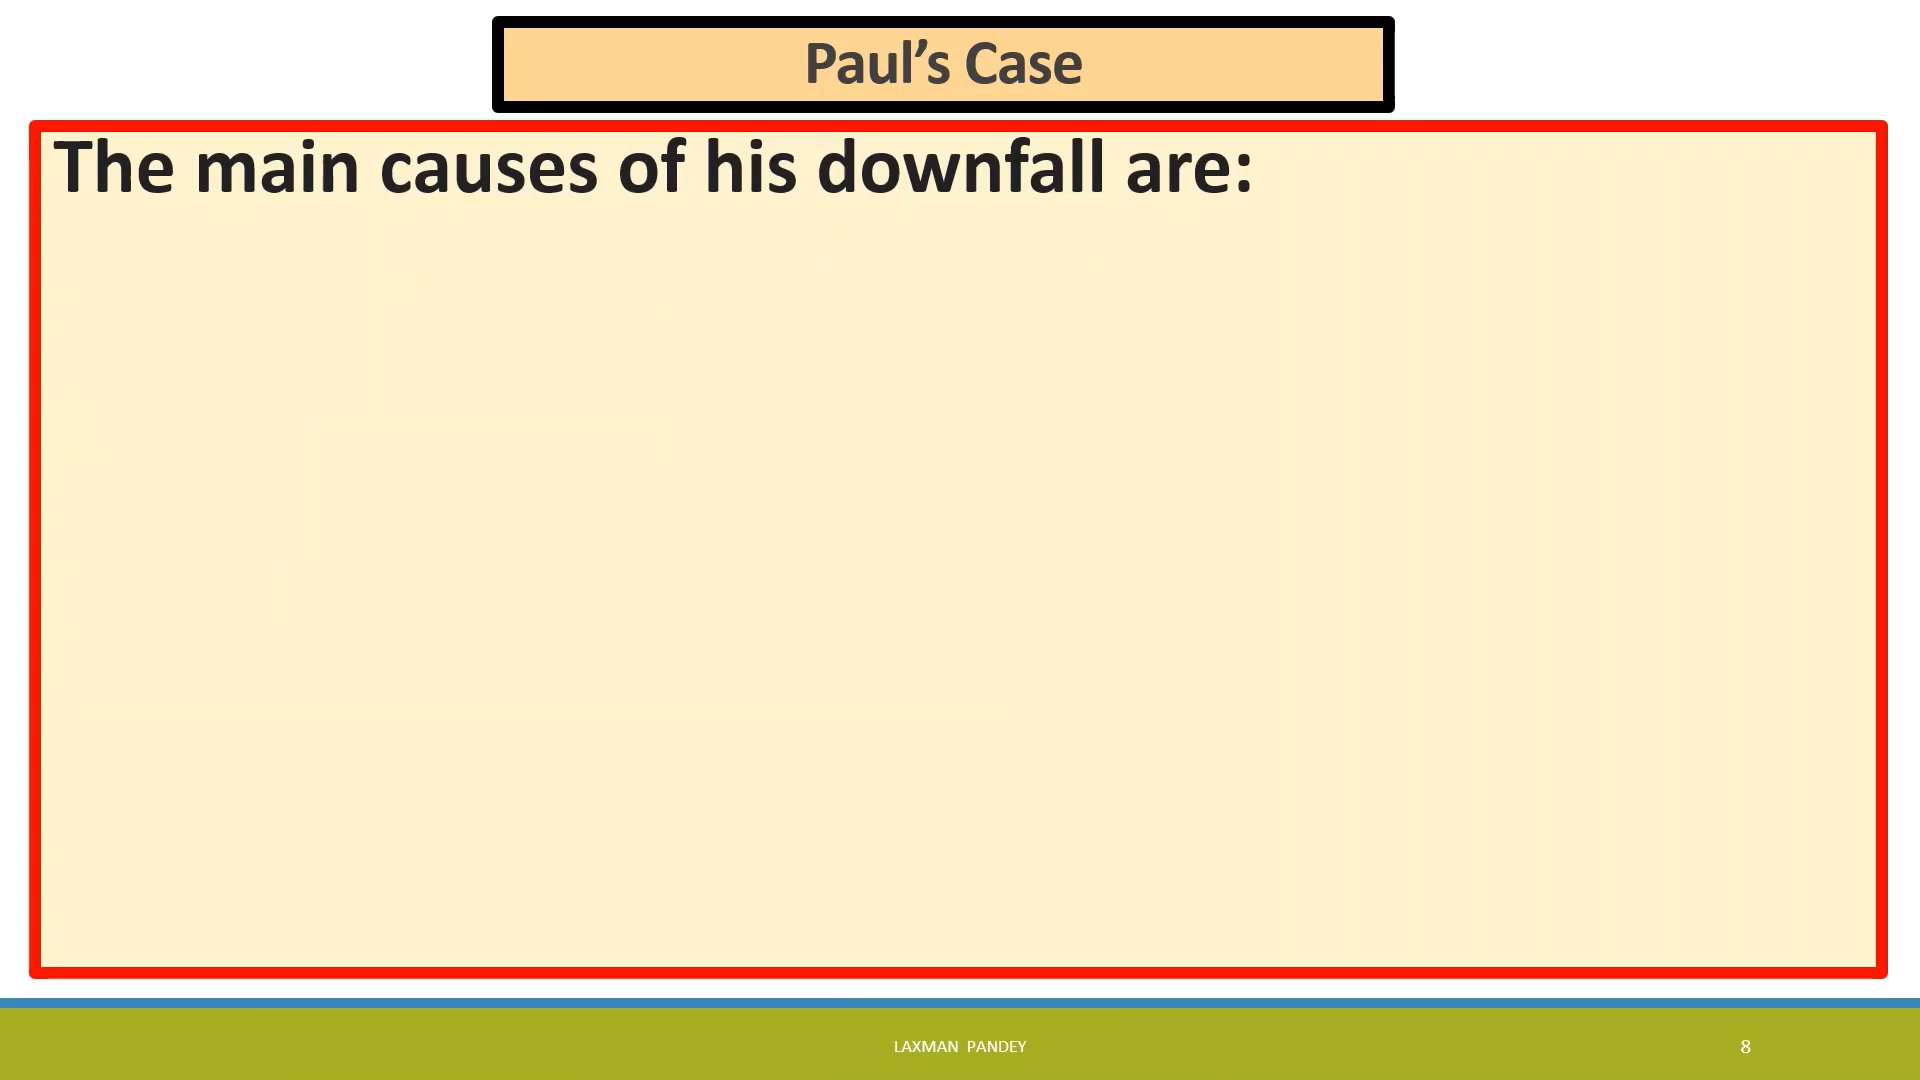 Paul’s Case
The main causes of his downfall are:
LAXMAN PANDEY
8